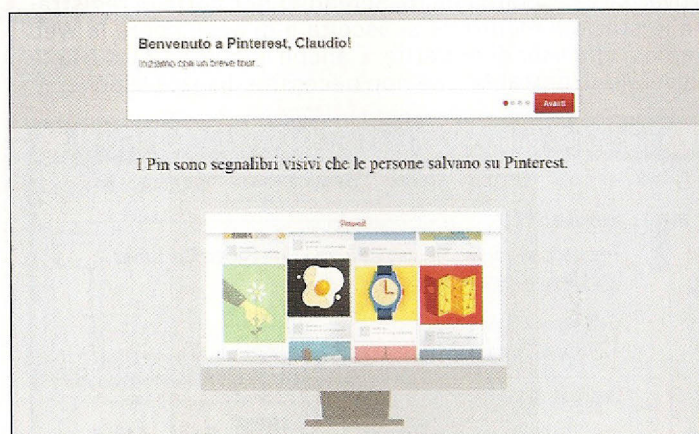 Benvenuto a Pinterest, Claudio!
Iniziamo con un breve tour...
Avanti
I Pin sono segnalibri visivi che le persone salvano su Pinterest.
Pinterest